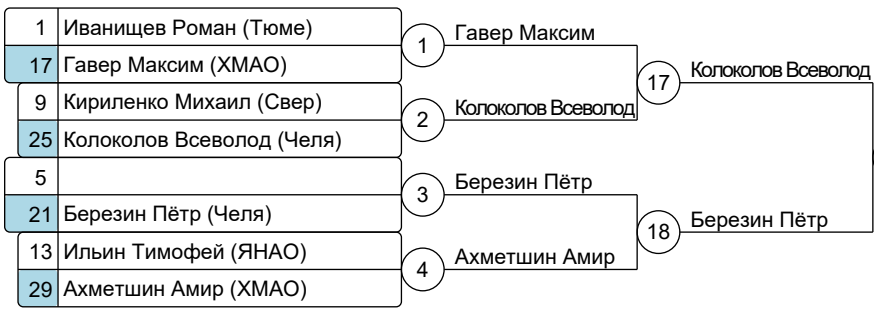 1 Иванищев Роман (Тюме)
17 Гавер Максим (ХМАО)
9 Кириленко Михаил (Свер)
25 Колоколов Всеволод (Челя)
5
21 Березин Пётр (Челя)
13 Ильин Тимофей (ЯНАО)
29 Ахметшин Амир (ХМАО)
1 Гавер Максим
2 Колоколов Всеволод
3 Березин Пётр
4 Ахметшин Амир
17 Колоколов Всеволод
18 Березин Пётр